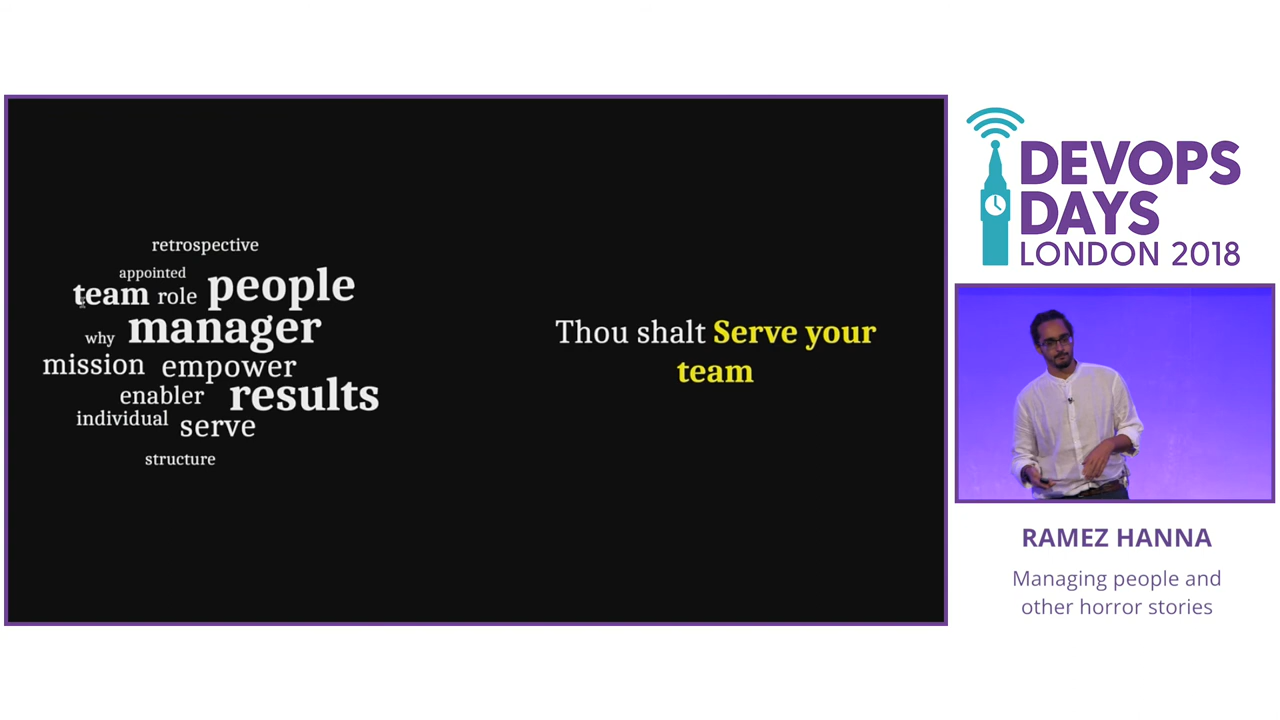 retrospective
appointed
team role people
why manager
mission empower
enabler results
individual serve
structure
Thou shalt Serve your
team
DEVOPS
DAYS
LONDON 2018
RAMEZ HANNA
Managing people and
other horror stories